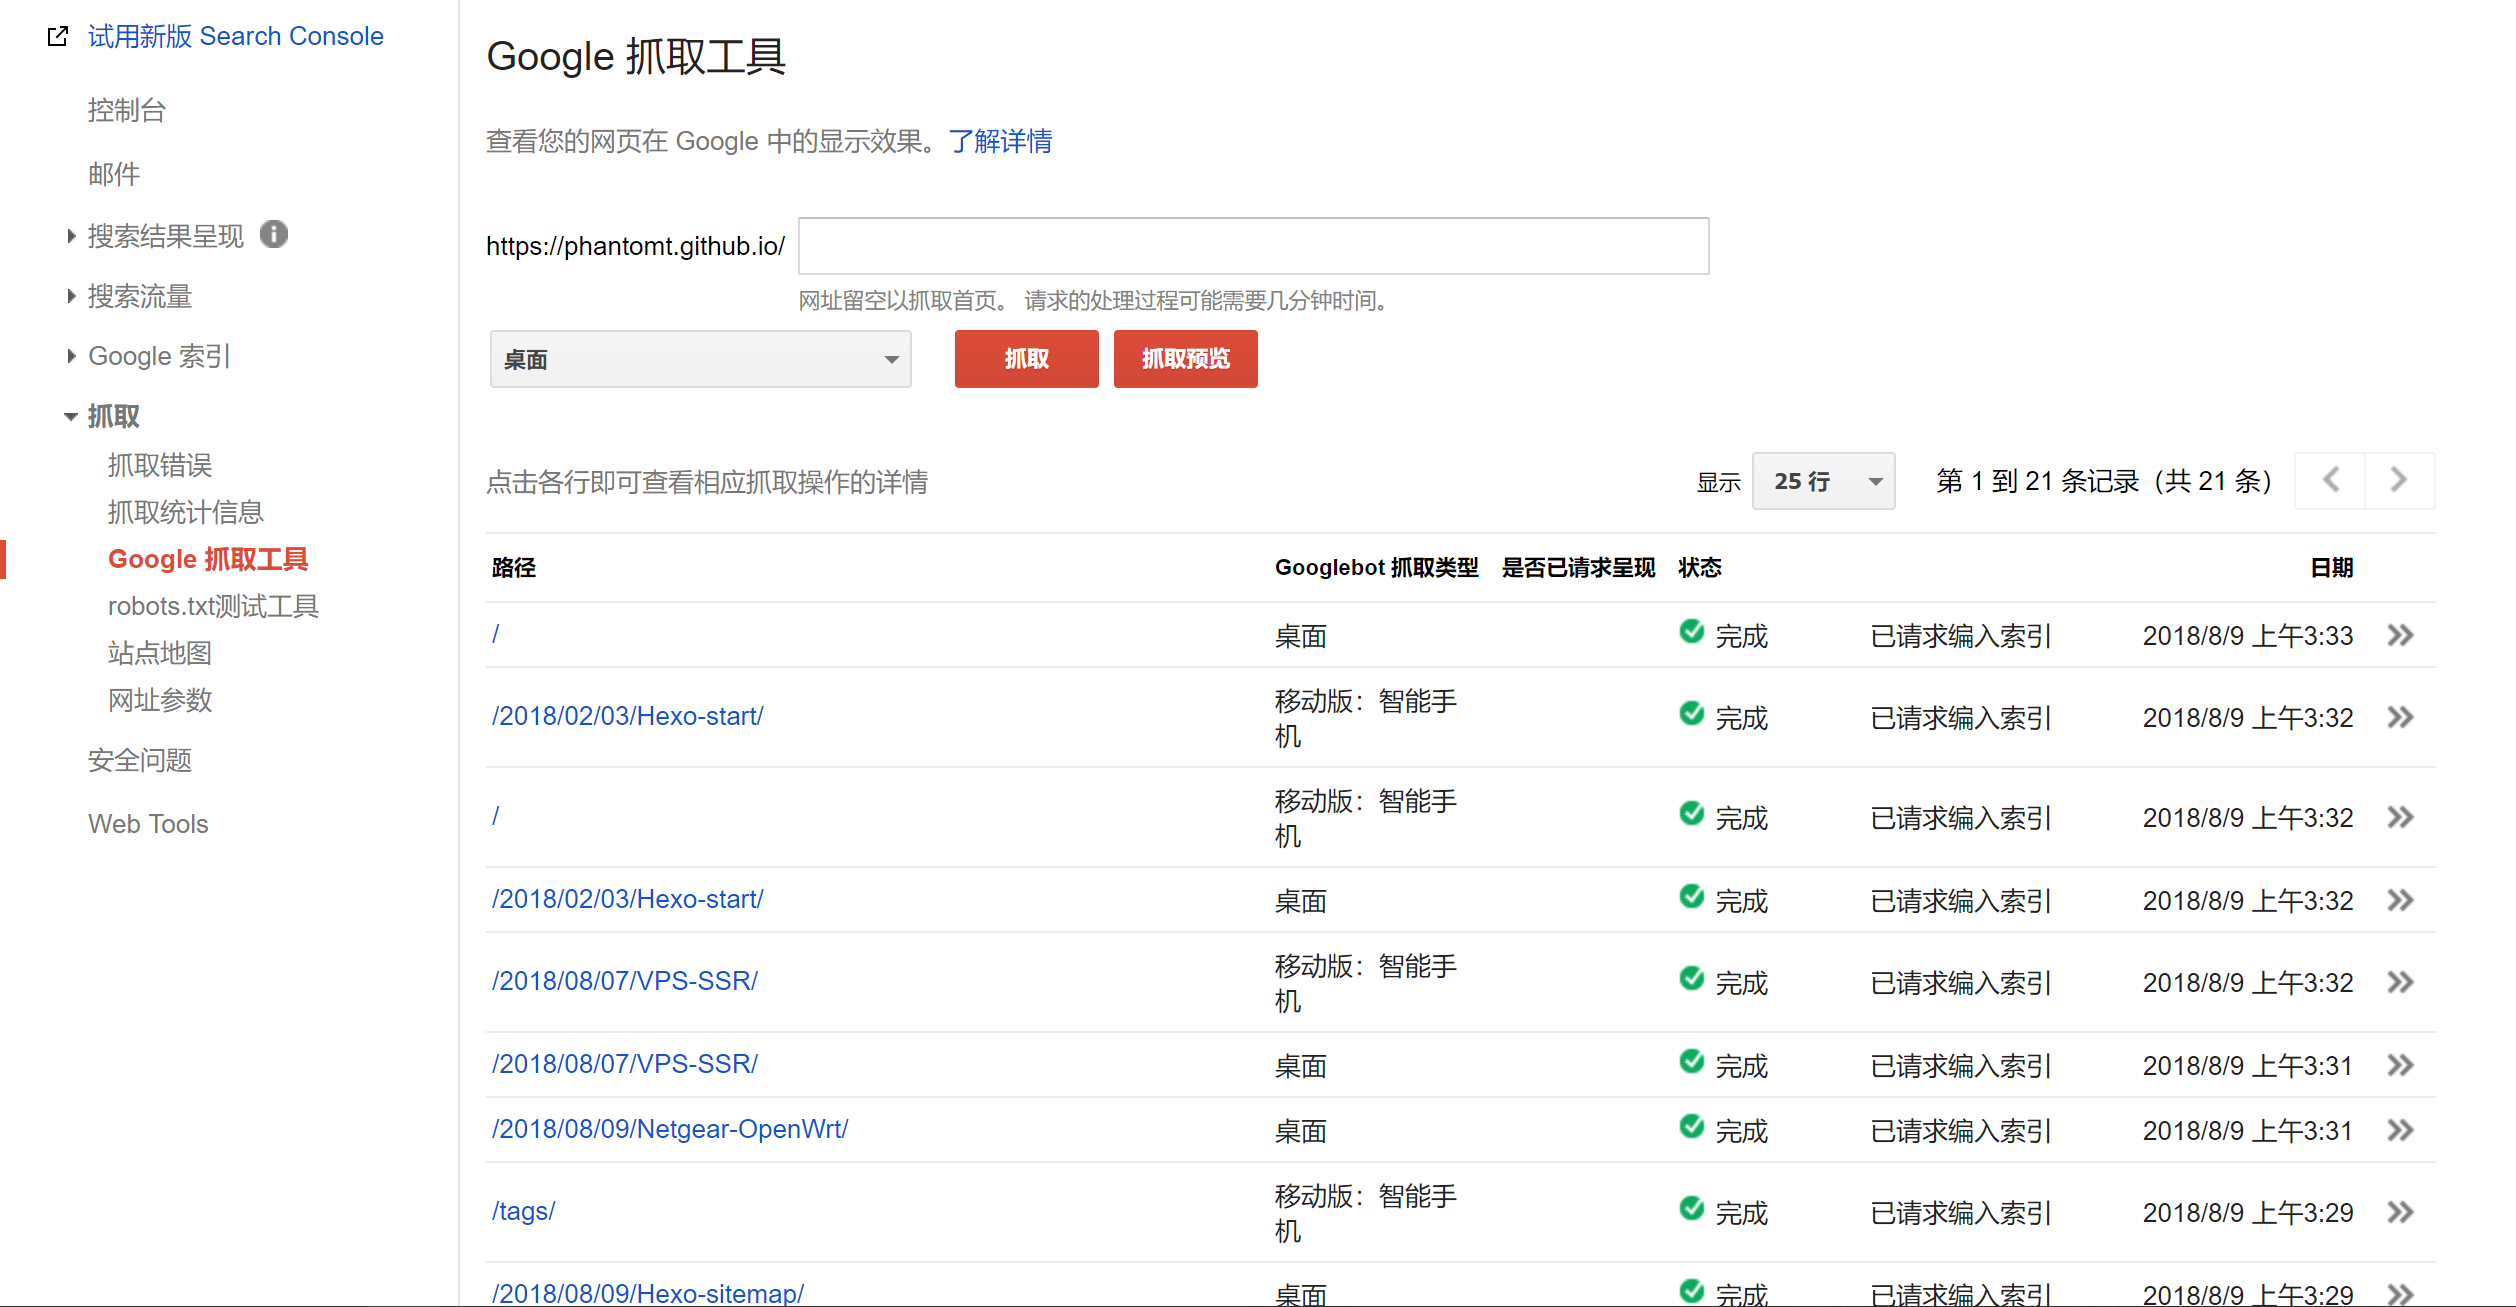 试用新版 Search Console
控制台
邮件
搜索结果呈现
搜索流量
Google 索引
抓取
抓取错误
抓取统计信息
Google 抓取工具
robots.txt测试工具
站点地图
网址参数
安全问题
Web Tools
Google 抓取工具
查看您的网页在 Google 中的显示效果。了解详情
https://phantomt.github.io/
网址留空以抓取首页。 请求的处理过程可能需要几分钟时间。
桌面 抓取 抓取预览
点击各行即可查看相应抓取操作的详情 显示 25 行 第 1 到 21 条记录（共 21 条）
路径 Googlebot 抓取类型 是否已请求呈现 状态 日期
/ 桌面 完成 已请求编入索引 2018/8/9 上午3:33
/2018/02/03/Hexo-start/ 移动版：智能手机 完成 已请求编入索引 2018/8/9 上午3:32
/ 移动版：智能手机 完成 已请求编入索引 2018/8/9 上午3:32
/2018/02/03/Hexo-start/ 桌面 完成 已请求编入索引 2018/8/9 上午3:32
/2018/08/07/VPS-SSR/ 移动版：智能手机 完成 已请求编入索引 2018/8/9 上午3:32
/2018/08/07/VPS-SSR/ 桌面 完成 已请求编入索引 2018/8/9 上午3:31
/2018/08/09/Netgear-OpenWrt/ 桌面 完成 已请求编入索引 2018/8/9 上午3:31
/tags/ 移动版：智能手机 完成 已请求编入索引 2018/8/9 上午3:29
/2018/08/09/Hexo-sitemap/ 桌面 完成 已请求编入索引 2018/8/9 上午3:29